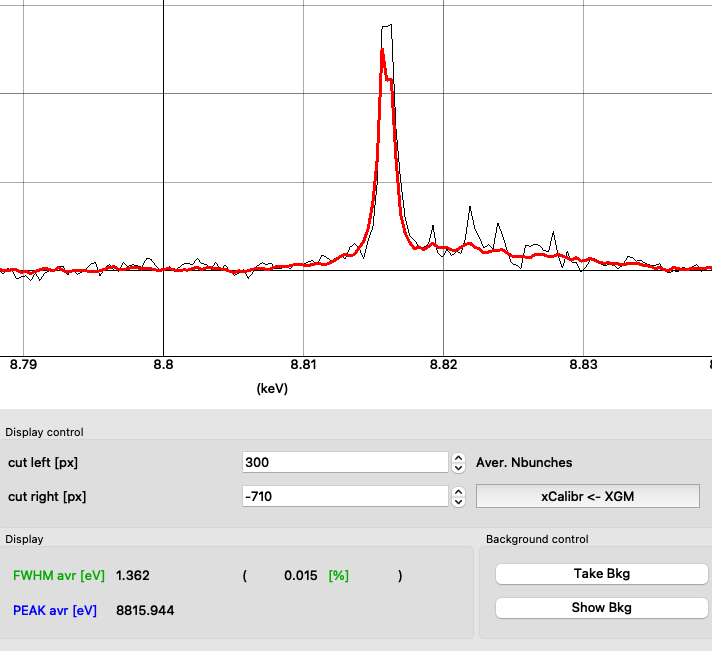 8.79 8.8 8.81 8.82 8.83
(keV)
Display control
cut left [px] 300 Aver. Nbunches
cut right [px] -710 xCalibr <- XGM
Display Background control
FWHM avr [eV] 1.362 ( 0.015 [%] ) Take Bkg
PEAK avr [eV] 8815.944 Show Bkg